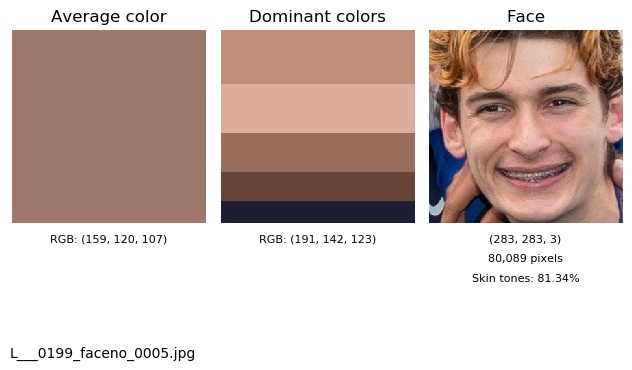 Average color
Dominant colors
Face
RGB: (159, 120, 107)
RGB: (191, 142, 123)
(283, 283, 3)
80,089 pixels
Skin tones: 81.34%
L___0199_faceno_0005.jpg